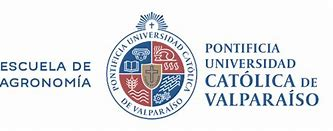 ESCUELA DE
AGRONOMÍA
PONTIFICIA UNIVERSIDAD CATÓLICA
DE VALPARAÍSO
PONTIFICIA
UNIVERSIDAD
CATÓLICA DE
VALPARAÍSO